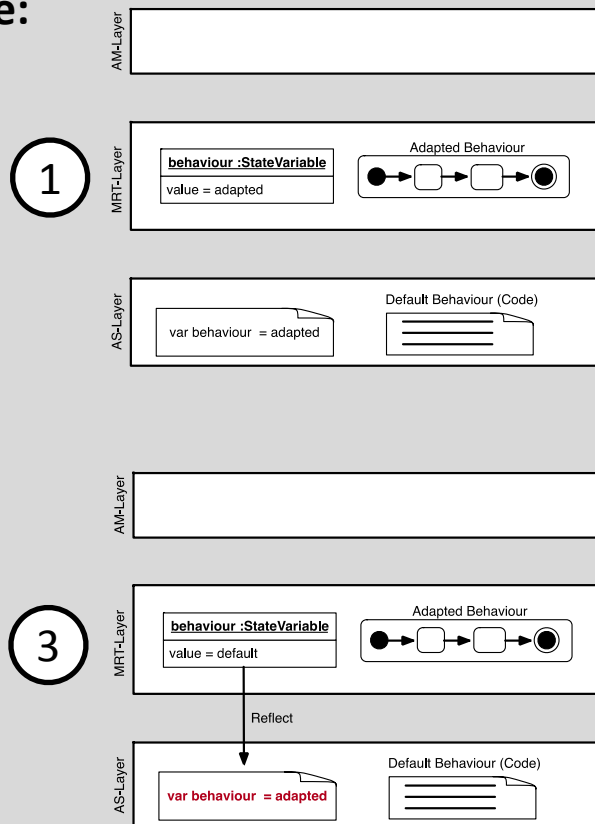 e:
AM-Layer
1
MRT-Layer
behaviour :StateVariable
value = adapted
Adapted Behaviour
AS-Layer
var behaviour = adapted
Default Behaviour (Code)
AM-Layer
3
MRT-Layer
behaviour :StateVariable
value = default
Adapted Behaviour
Reflect
AS-Layer
var behaviour = adapted
Default Behaviour (Code)